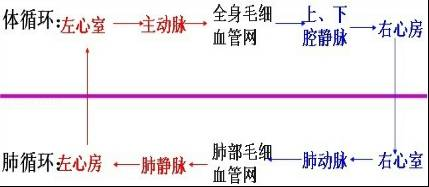 体循环：左心室 主动脉 全身毛细血管网 上、下腔静脉 右心房
肺循环：左心房 肺静脉 肺部毛细血管网 肺动脉 右心室